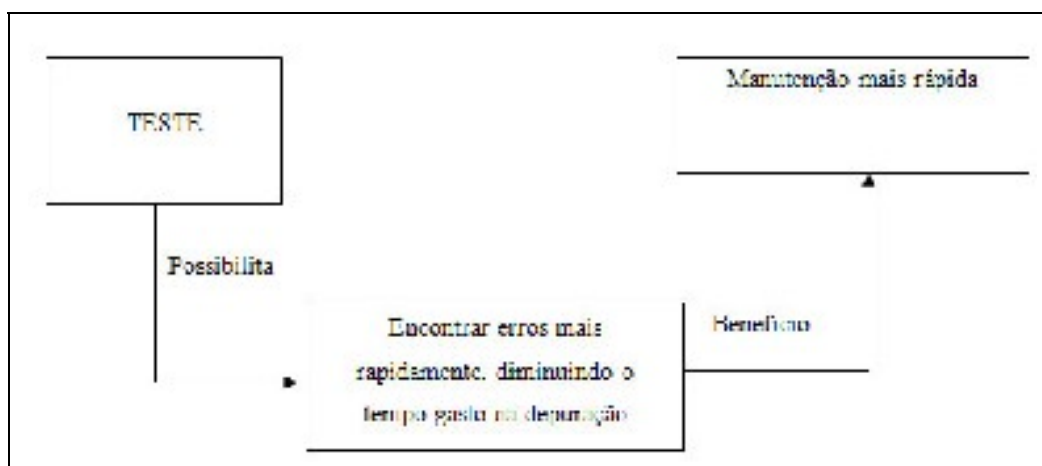 TESTE
Manutenção mais rápida
Possibilita
Encontrar erros mais
rapidamente, diminuindo o
tempo gasto na depuração
Benefício